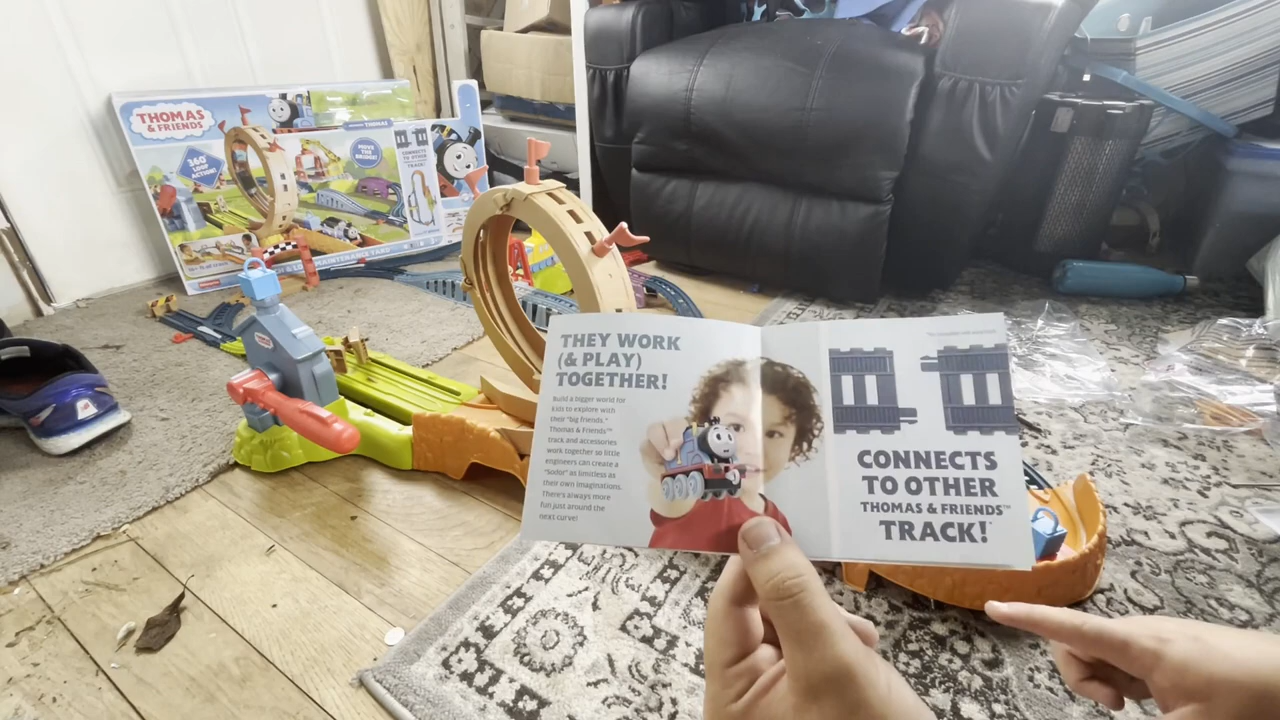 THOMAS
& FRIENDS
360°
LOOP
ACTION!
MOVE
THE
BRIDGE!
CONNECTS
TO OTHER
TRACK!
MAINTENANCE YARD
THEY WORK
(& PLAY)
TOGETHER!
Build a bigger world for
kids to explore with
their "big friends."
Thomas & Friends™
track and accessories
work together so little
engineers can create a
"Sodor" as limitless as
their own imaginations.
There's always more
fun just around the
next curve!
CONNECTS
TO OTHER
THOMAS & FRIENDS™
TRACK!*